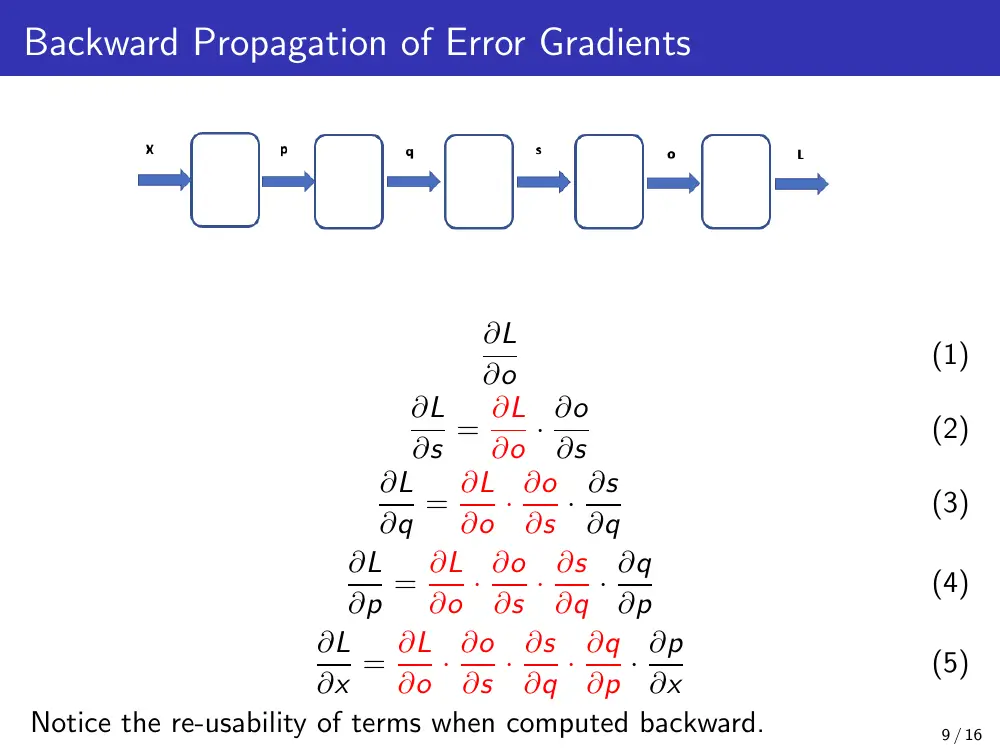 Backward Propagation of Error Gradients
X p q s o L
∂L/∂o (1)
∂L/∂s = ∂L/∂o · ∂o/∂s (2)
∂L/∂q = ∂L/∂o · ∂o/∂s · ∂s/∂q (3)
∂L/∂p = ∂L/∂o · ∂o/∂s · ∂s/∂q · ∂q/∂p (4)
∂L/∂x = ∂L/∂o · ∂o/∂s · ∂s/∂q · ∂q/∂p · ∂p/∂x (5)
Notice the re-usability of terms when computed backward.
9 / 16